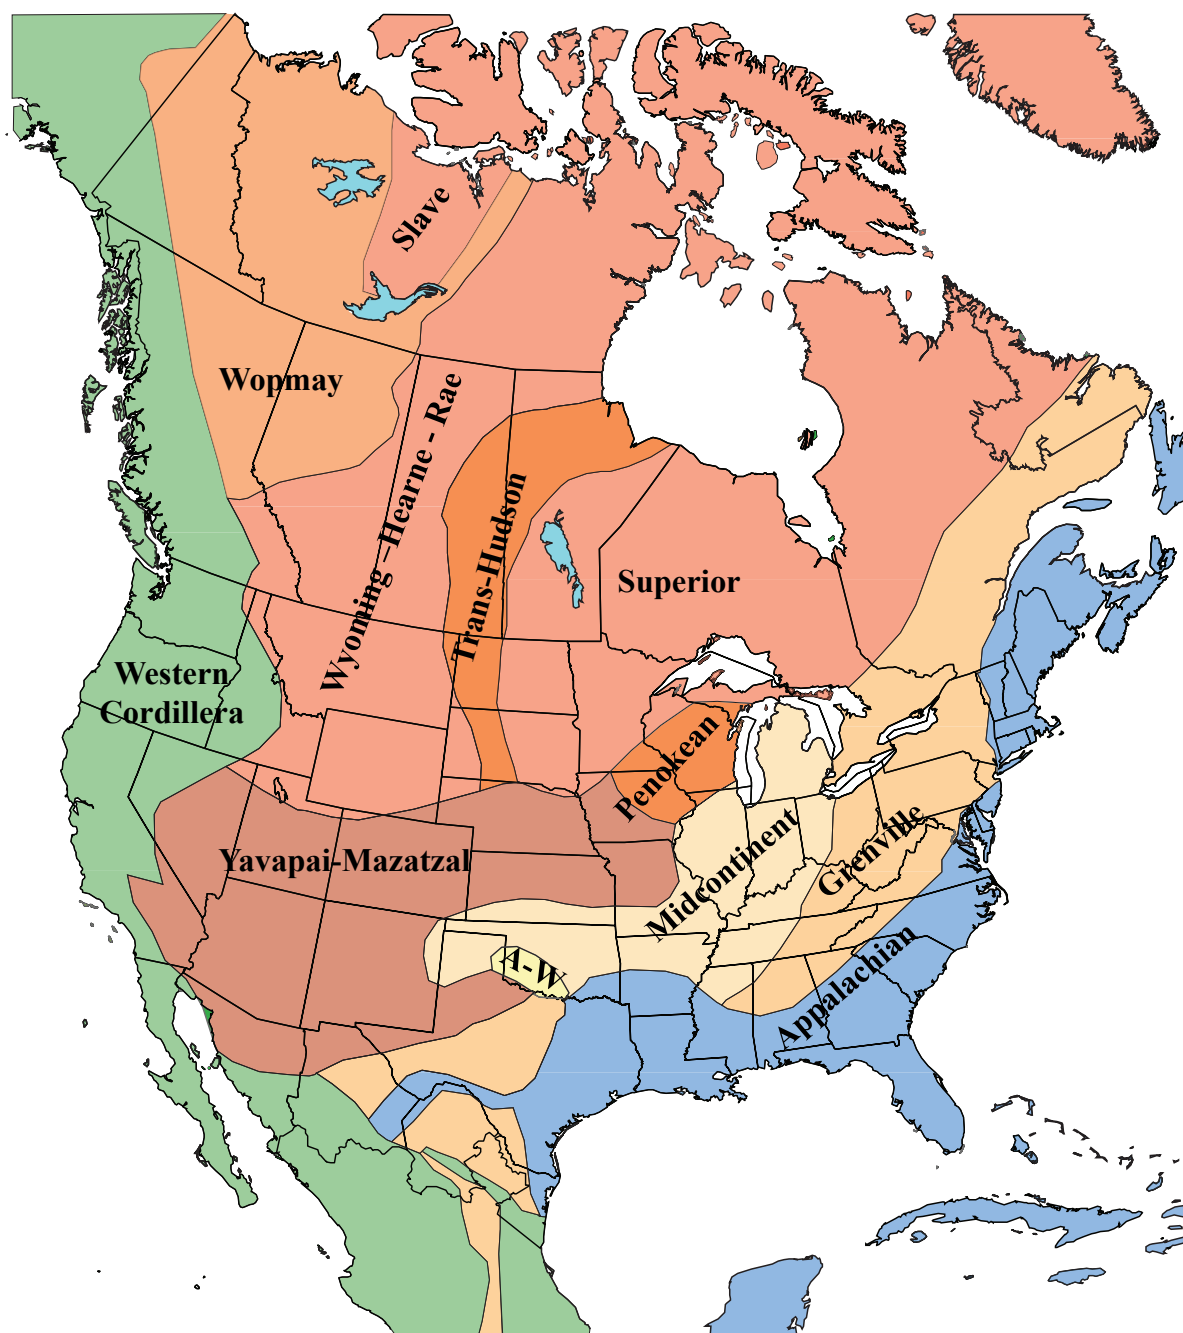 Slave
Wopmay
Wyoming–Hearne - Rae
Trans-Hudson
Superior
Western
Cordillera
Penokean
Yavapai-Mazatzal
Midcontinent
Grenville
A-W
Appalachian